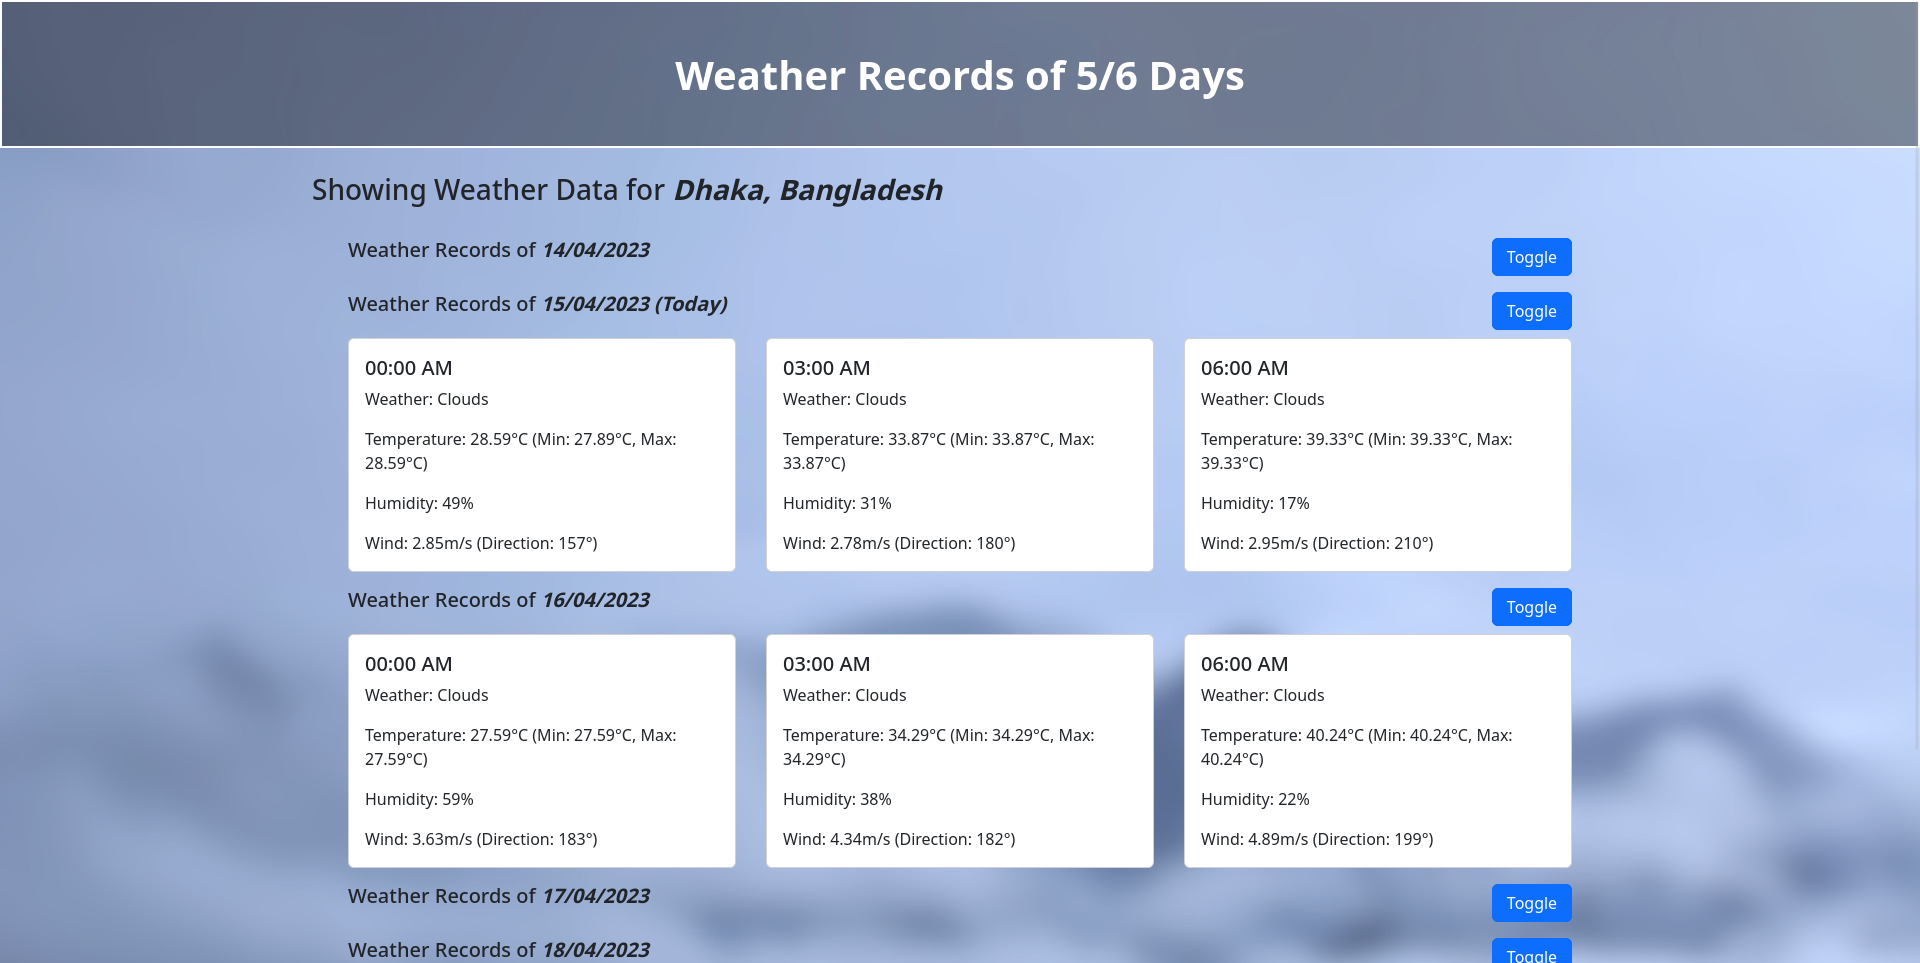 Weather Records of 5/6 Days
Showing Weather Data for Dhaka, Bangladesh
Weather Records of 14/04/2023
Toggle
Weather Records of 15/04/2023 (Today)
Toggle
00:00 AM
Weather: Clouds
Temperature: 28.59°C (Min: 27.89°C, Max:
28.59°C)
Humidity: 49%
Wind: 2.85m/s (Direction: 157°)
03:00 AM
Weather: Clouds
Temperature: 33.87°C (Min: 33.87°C, Max:
33.87°C)
Humidity: 31%
Wind: 2.78m/s (Direction: 180°)
06:00 AM
Weather: Clouds
Temperature: 39.33°C (Min: 39.33°C, Max:
39.33°C)
Humidity: 17%
Wind: 2.95m/s (Direction: 210°)
Weather Records of 16/04/2023
Toggle
00:00 AM
Weather: Clouds
Temperature: 27.59°C (Min: 27.59°C, Max:
27.59°C)
Humidity: 59%
Wind: 3.63m/s (Direction: 183°)
03:00 AM
Weather: Clouds
Temperature: 34.29°C (Min: 34.29°C, Max:
34.29°C)
Humidity: 38%
Wind: 4.34m/s (Direction: 182°)
06:00 AM
Weather: Clouds
Temperature: 40.24°C (Min: 40.24°C, Max:
40.24°C)
Humidity: 22%
Wind: 4.89m/s (Direction: 199°)
Weather Records of 17/04/2023
Toggle
Weather Records of 18/04/2023
Toggle